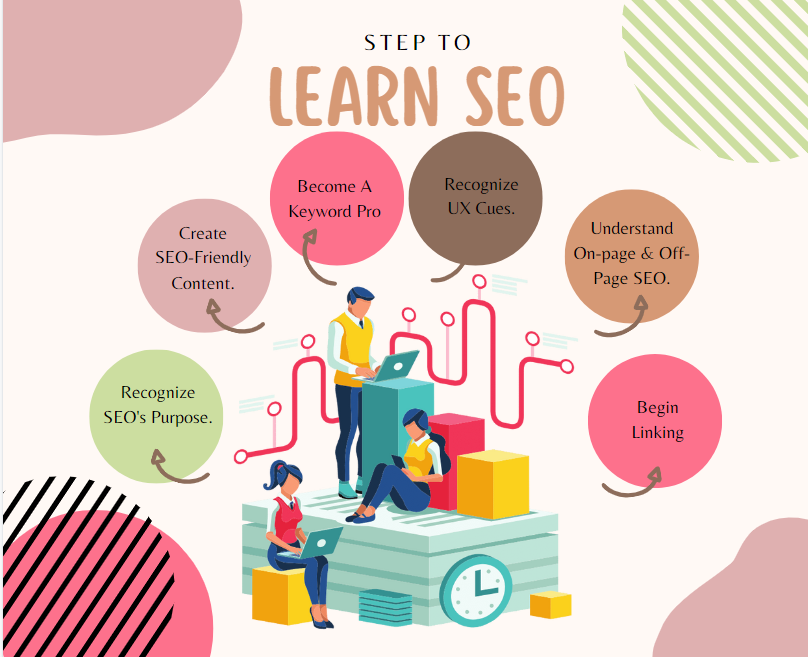 STEP TO
LEARN SEO
Recognize
SEO's Purpose.
Create
SEO-Friendly
Content.
Become A
Keyword Pro
Recognize
UX Cues.
Understand
On-page & Off-
Page SEO.
Begin
Linking